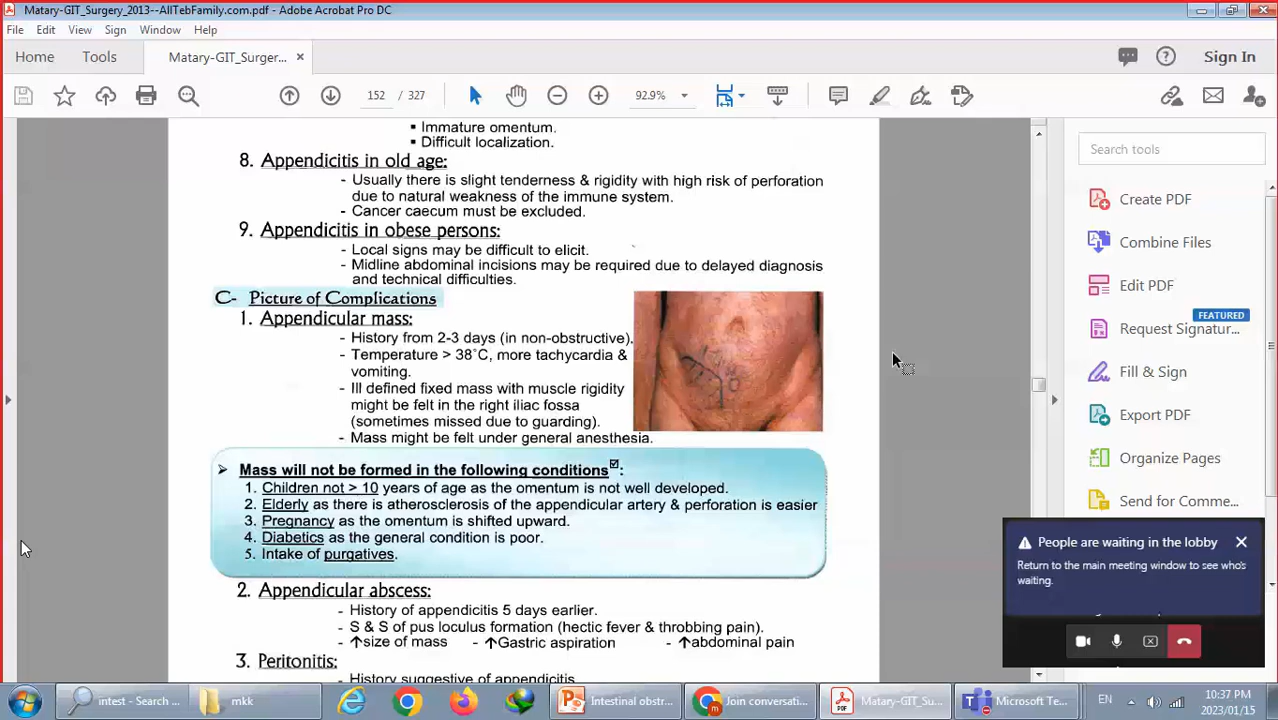 Matary-GIT_Surgery_2013--AllTebFamily.com.pdf - Adobe Acrobat Pro DC
File Edit View Sign Window Help
Home Tools Matary-GIT_Surger... × Sign In
152 / 327 92.9%
Search tools
Create PDF
Combine Files
Edit PDF
FEATURED
Request Signatur...
Fill & Sign
Export PDF
Organize Pages
Send for Comme...
▪ Immature omentum.
▪ Difficult localization.
8. Appendicitis in old age:
- Usually there is slight tenderness & rigidity with high risk of perforation
due to natural weakness of the immune system.
- Cancer caecum must be excluded.
9. Appendicitis in obese persons:
- Local signs may be difficult to elicit.
- Midline abdominal incisions may be required due to delayed diagnosis
and technical difficulties.
C- Picture of Complications
1. Appendicular mass:
- History from 2-3 days (in non-obstructive).
- Temperature > 38˚C, more tachycardia &
vomiting.
- Ill defined fixed mass with muscle rigidity
might be felt in the right iliac fossa
(sometimes missed due to guarding).
- Mass might be felt under general anesthesia.
➢ Mass will not be formed in the following conditions☑:
1. Children not > 10 years of age as the omentum is not well developed.
2. Elderly as there is atherosclerosis of the appendicular artery & perforation is easier
3. Pregnancy as the omentum is shifted upward.
4. Diabetics as the general condition is poor.
5. Intake of purgatives.
2. Appendicular abscess:
- History of appendicitis 5 days earlier.
- S & S of pus loculus formation (hectic fever & throbbing pain).
- ↑size of mass - ↑Gastric aspiration - ↑abdominal pain
3. Peritonitis:
- History suggestive of appendicitis
People are waiting in the lobby
Return to the main meeting window to see who's
waiting.
intest - Search ... mkk Intestinal obstr... Join conversati... PDF Matary-GIT_Su... Microsoft Te... EN 10:37 PM
2023/01/15